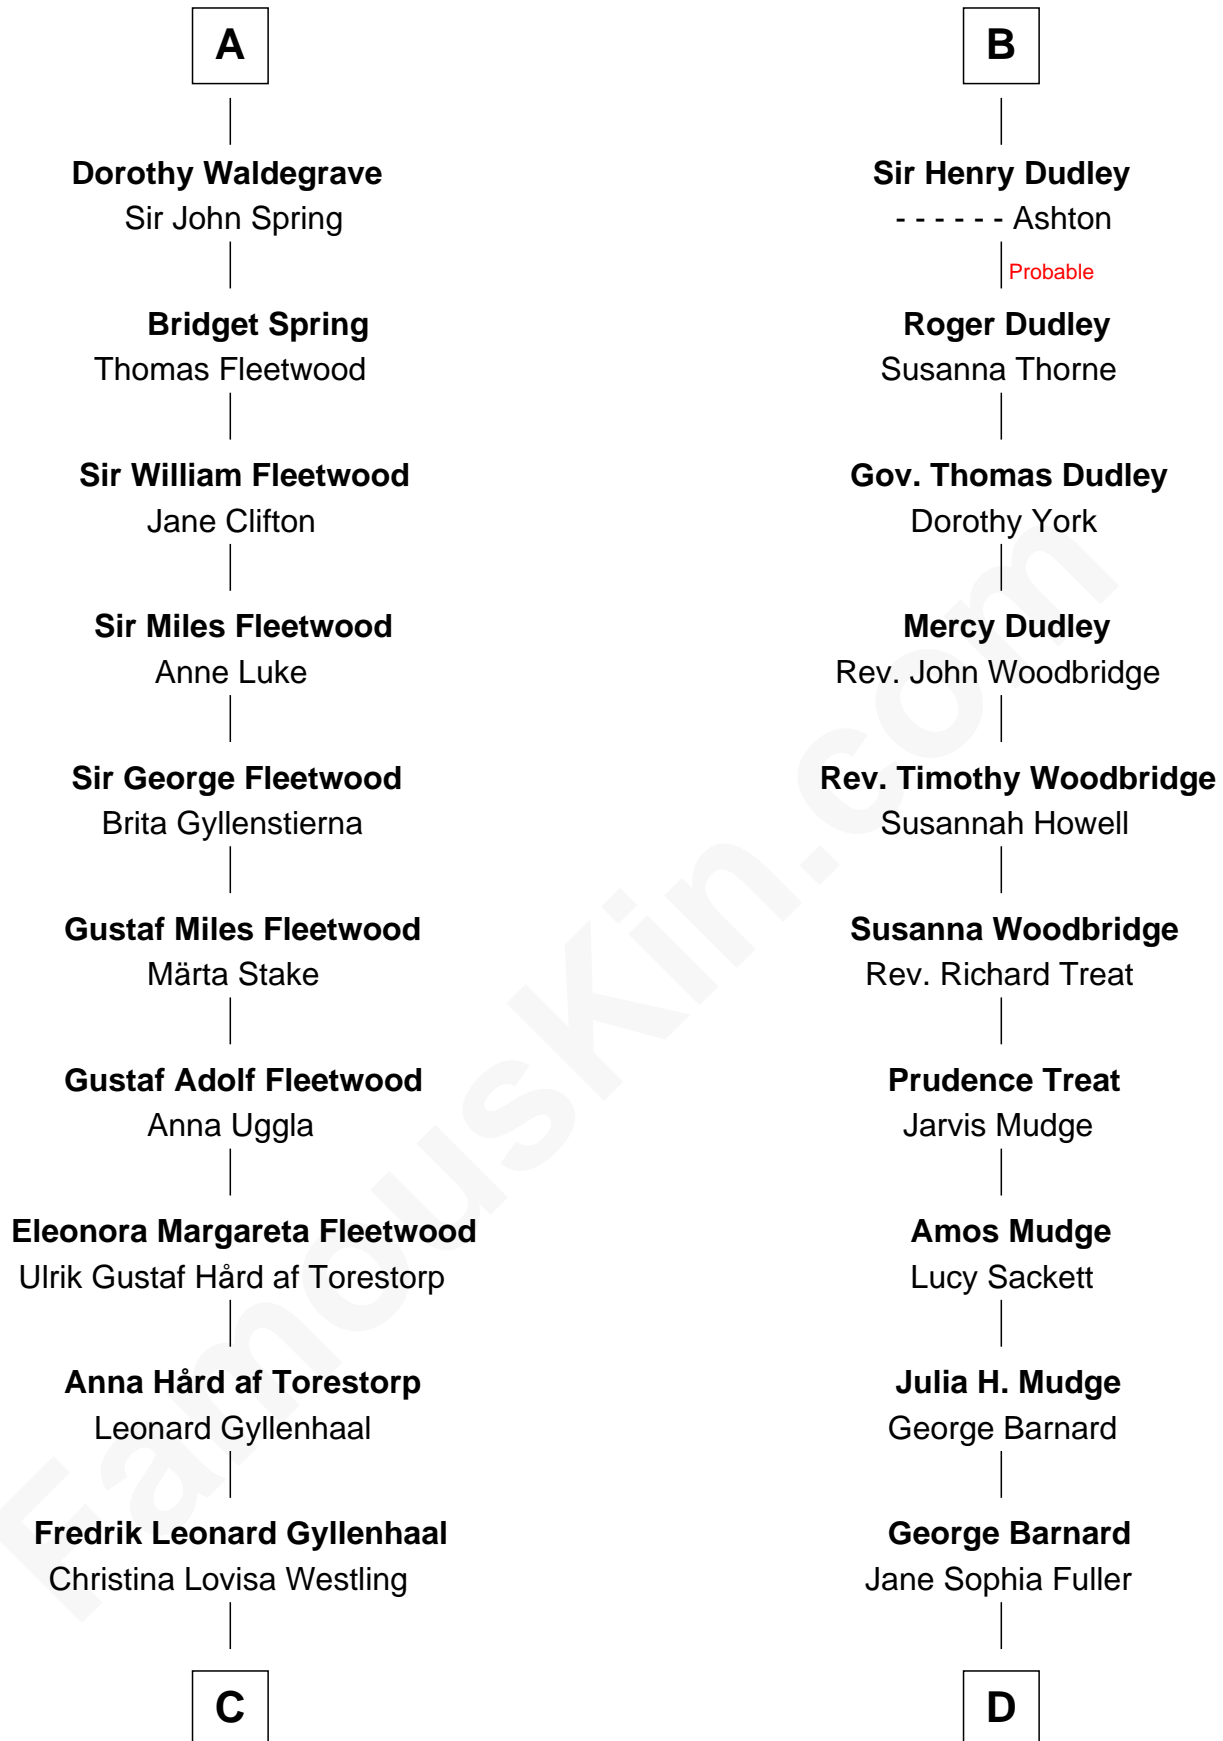 A
Dorothy Waldegrave
Sir John Spring
Bridget Spring
Thomas Fleetwood
Sir William Fleetwood
Jane Clifton
Sir Miles Fleetwood
Anne Luke
Sir George Fleetwood
Brita Gyllenstierna
Gustaf Miles Fleetwood
Märta Stake
Gustaf Adolf Fleetwood
Anna Uggla
Eleonora Margareta Fleetwood
Ulrik Gustaf Hård af Torestorp
Anna Hård af Torestorp
Leonard Gyllenhaal
Fredrik Leonard Gyllenhaal
Christina Lovisa Westling
C
B
Sir Henry Dudley
- - - - - - Ashton
Probable
Roger Dudley
Susanna Thorne
Gov. Thomas Dudley
Dorothy York
Mercy Dudley
Rev. John Woodbridge
Rev. Timothy Woodbridge
Susannah Howell
Susanna Woodbridge
Rev. Richard Treat
Prudence Treat
Jarvis Mudge
Amos Mudge
Lucy Sackett
Julia H. Mudge
George Barnard
George Barnard
Jane Sophia Fuller
D
FamousKin.com